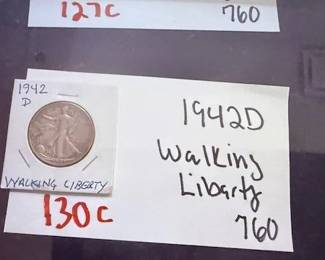 127C
760
1942
D
WALKING LIBERTY
130C
1942D
Walking
Liberty
760